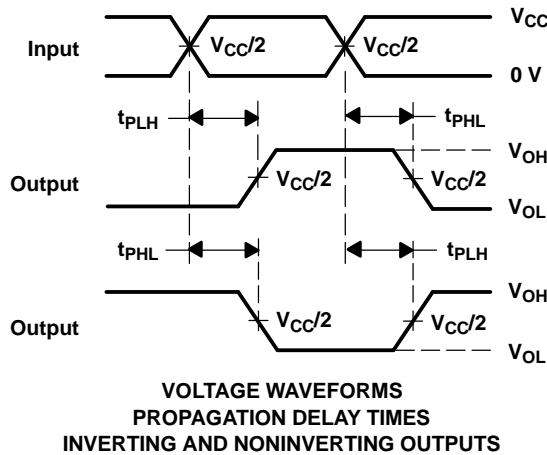 VCC
Input
VCC/2
VCC/2
0 V
tPLH
tPHL
VOH
Output
VCC/2
VCC/2
VOL
tPHL
tPLH
VOH
Output
VCC/2
VCC/2
VOL
VOLTAGE WAVEFORMS
PROPAGATION DELAY TIMES
INVERTING AND NONINVERTING OUTPUTS